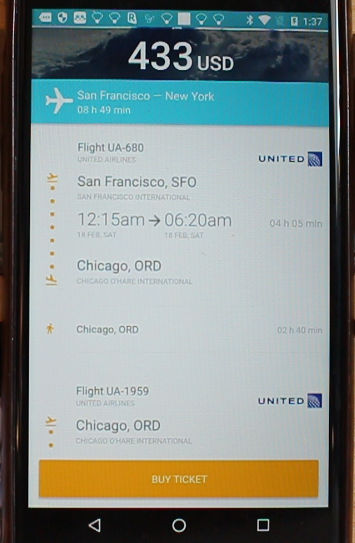 1:37
433 USD
San Francisco — New York
08 h 49 min
Flight UA-680
UNITED AIRLINES
UNITED
San Francisco, SFO
SAN FRANCISCO INTERNATIONAL
12:15am → 06:20am
04 h 05 min
18 FEB, SAT
18 FEB, SAT
Chicago, ORD
CHICAGO O'HARE INTERNATIONAL
Chicago, ORD
02 h 40 min
Flight UA-1959
UNITED AIRLINES
UNITED
Chicago, ORD
CHICAGO O'HARE INTERNATIONAL
BUY TICKET